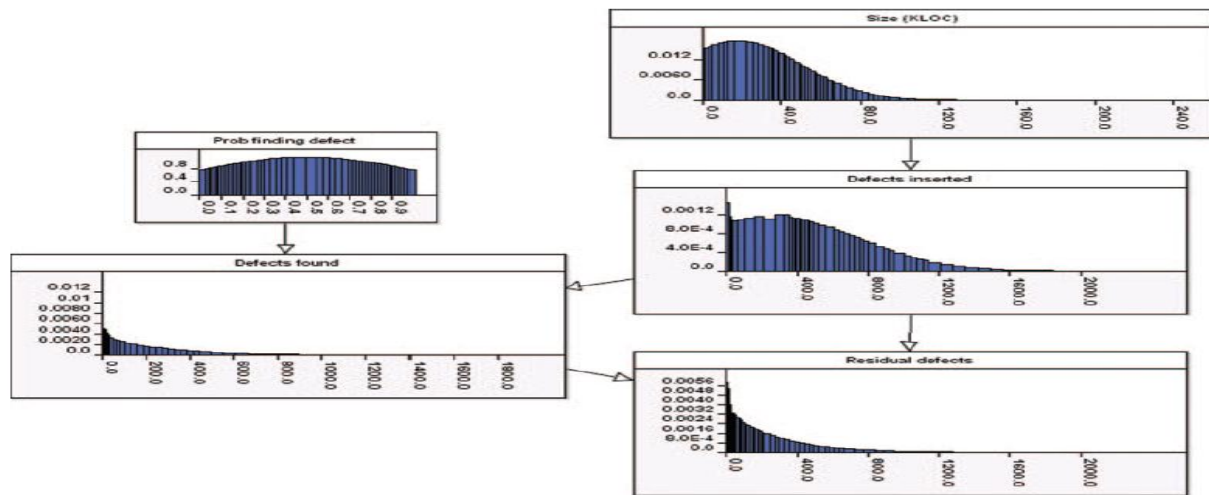 Size (KLOC)
0.012
0.0060
0.0
0.0 40.0 80.0 120.0 160.0 200.0 240.0
Prob finding defect
0.8
0.4
0.0
0.0 0.1 0.2 0.3 0.4 0.5 0.6 0.7 0.8 0.9
Defects inserted
0.0012
8.0E-4
4.0E-4
0.0
0.0 400.0 800.0 1200.0 1600.0 2000.0
Defects found
0.012
0.01
0.0080
0.0060
0.0040
0.0020
0.0
0.0 200.0 400.0 600.0 800.0 1000.0 1200.0 1400.0 1600.0 1800.0
Residual defects
0.0056
0.0048
0.0040
0.0032
0.0024
0.0016
8.0E-4
0.0
0.0 400.0 800.0 1200.0 1600.0 2000.0